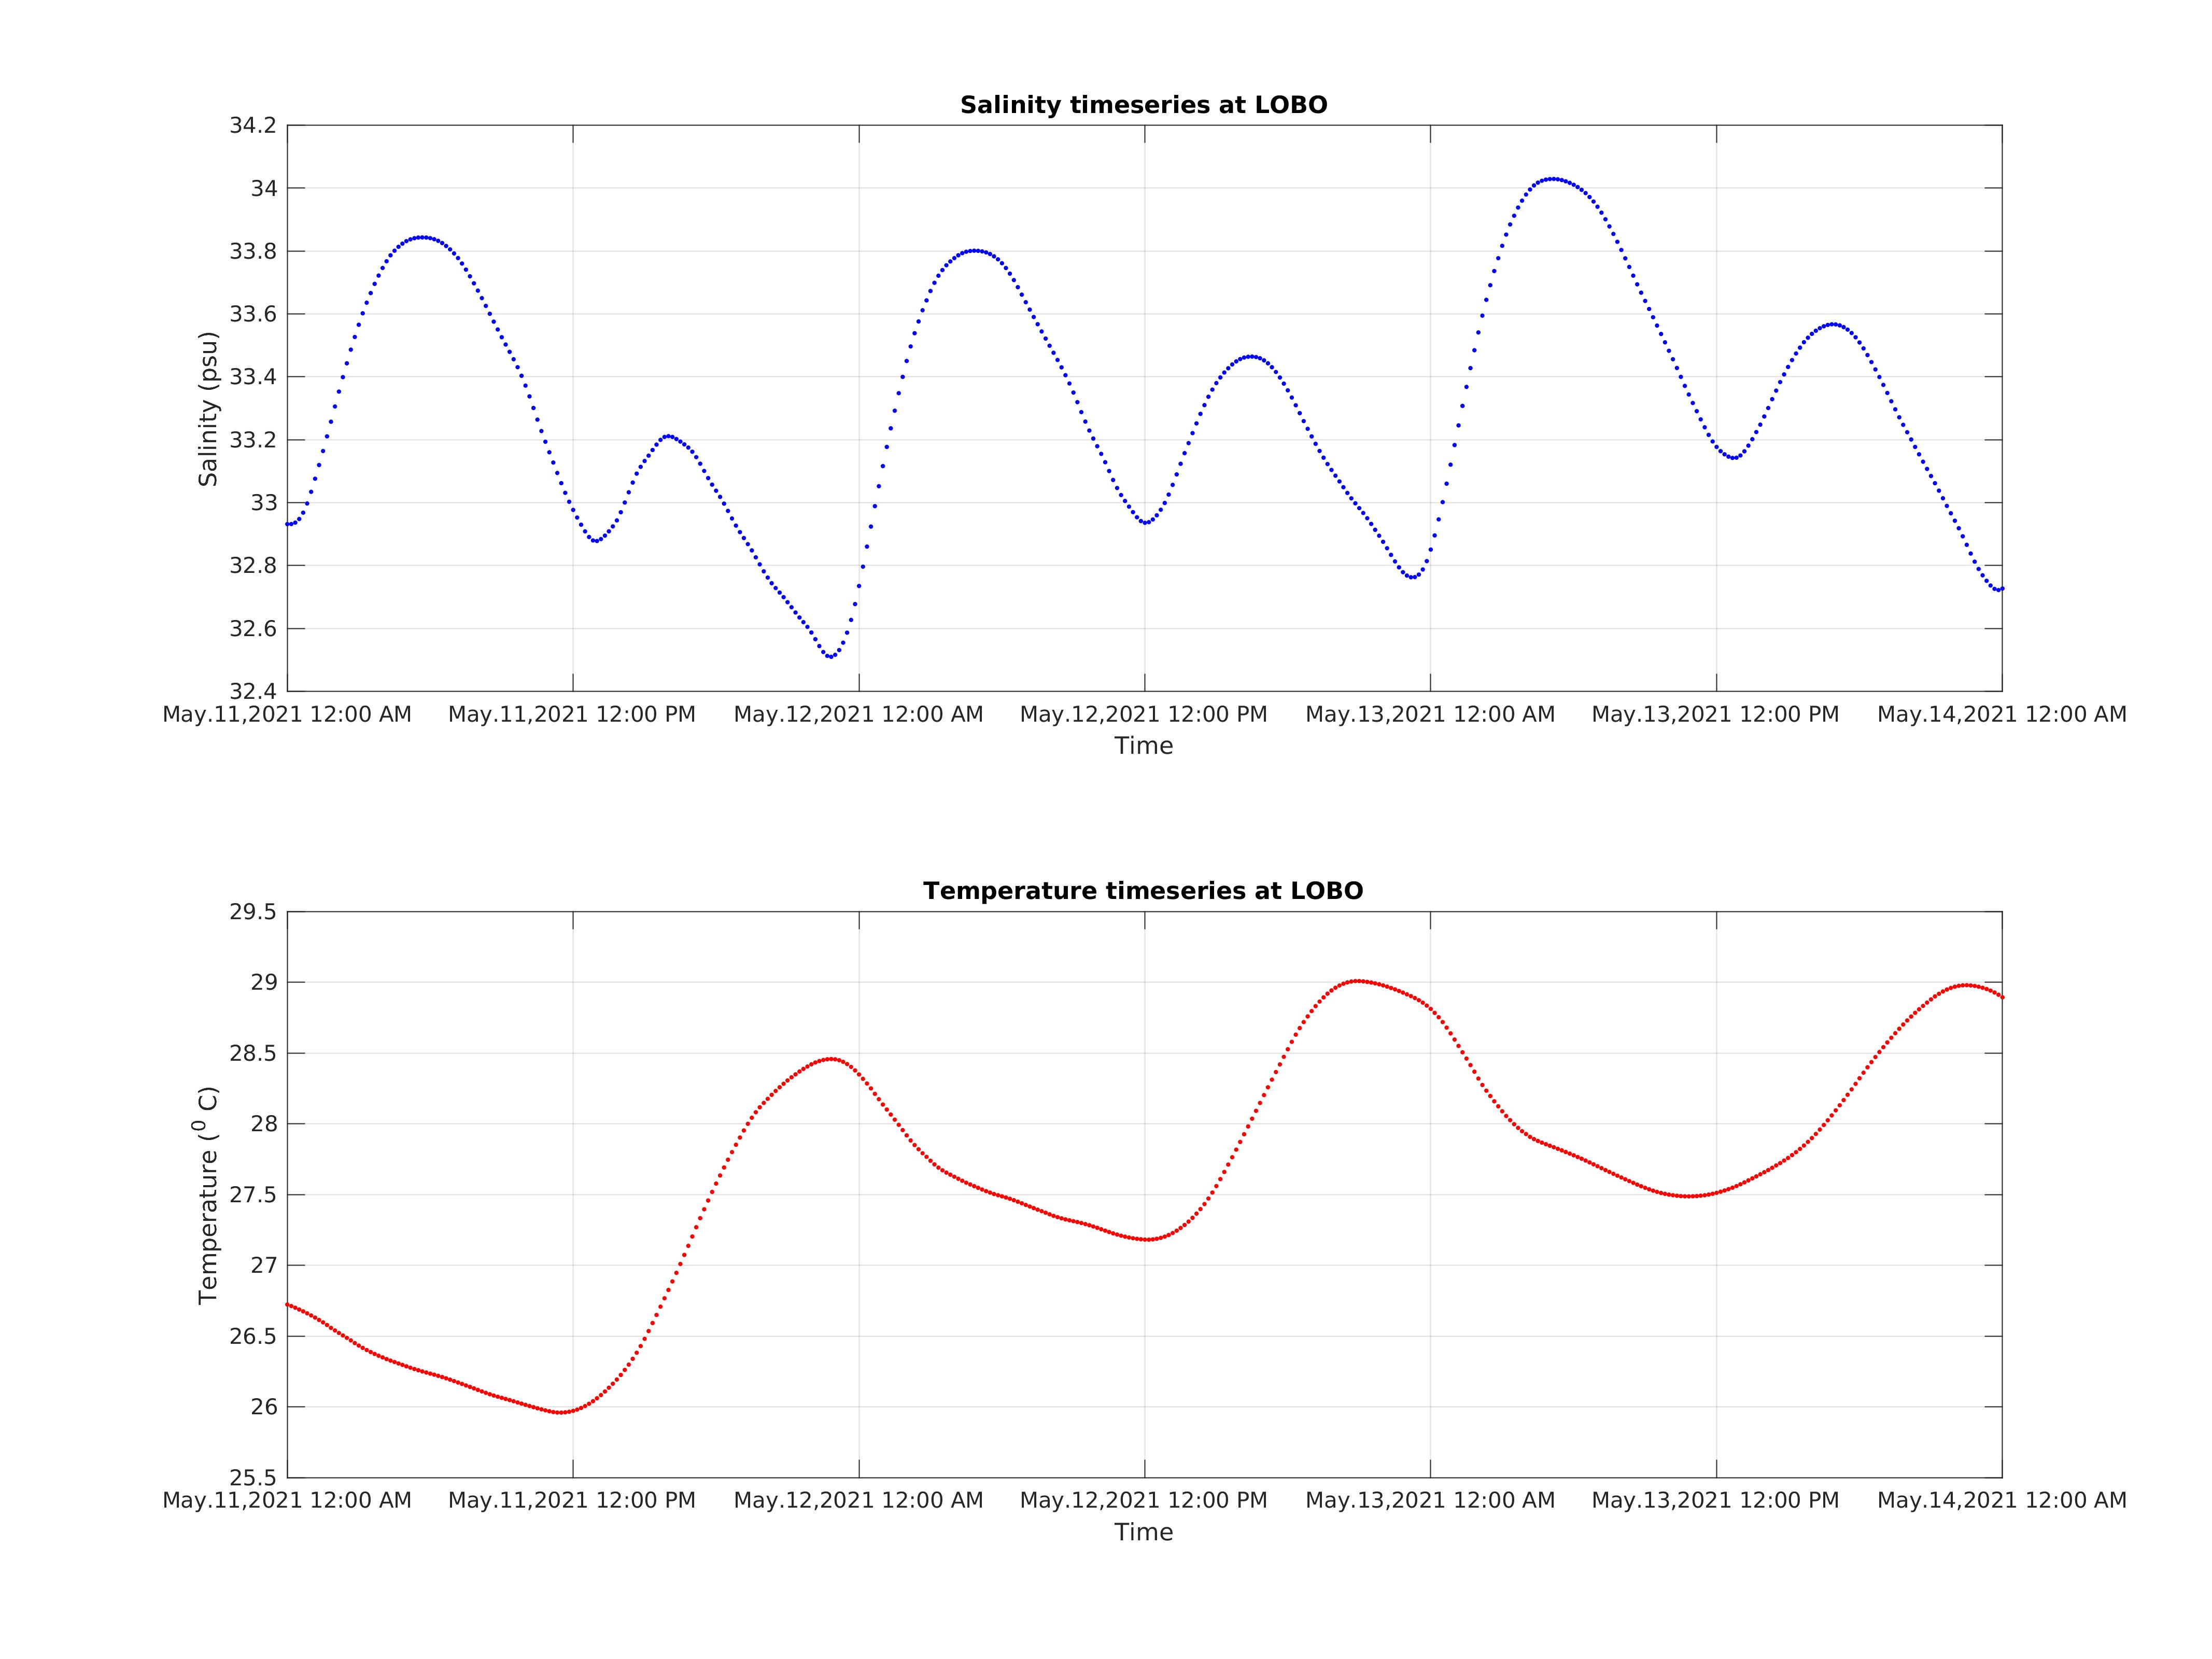 Salinity timeseries at LOBO
34.2
34
33.8
33.6
33.4
33.2
33
32.8
32.6
32.4
Salinity (psu)
May.11,2021 12:00 AM May.11,2021 12:00 PM May.12,2021 12:00 AM May.12,2021 12:00 PM May.13,2021 12:00 AM May.13,2021 12:00 PM May.14,2021 12:00 AM
Time
Temperature timeseries at LOBO
29.5
29
28.5
28
27.5
27
26.5
26
25.5
Temperature (⁰ C)
May.11,2021 12:00 AM May.11,2021 12:00 PM May.12,2021 12:00 AM May.12,2021 12:00 PM May.13,2021 12:00 AM May.13,2021 12:00 PM May.14,2021 12:00 AM
Time